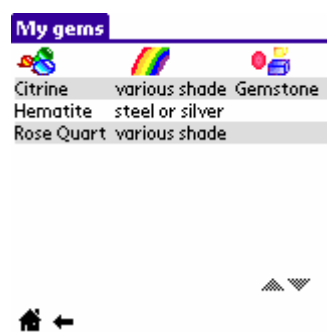 My gems
Citrine various shade Gemstone
Hematite steel or silver
Rose Quart various shade